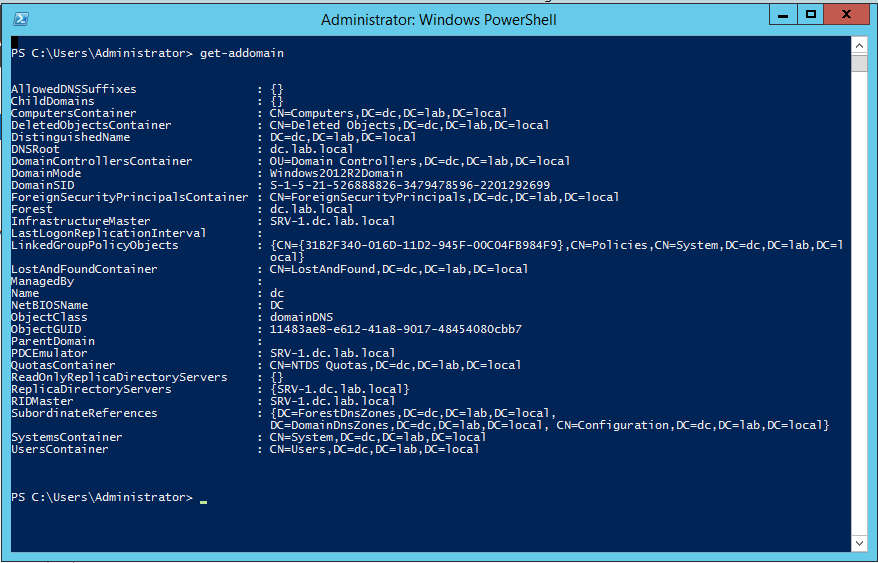 Administrator: Windows PowerShell
PS C:\Users\Administrator> get-addomain
AllowedDNSSuffixes : {}
ChildDomains : {}
ComputersContainer : CN=Computers,DC=dc,DC=lab,DC=local
DeletedObjectsContainer : CN=Deleted Objects,DC=dc,DC=lab,DC=local
DistinguishedName : DC=dc,DC=lab,DC=local
DNSRoot : dc.lab.local
DomainControllersContainer : OU=Domain Controllers,DC=dc,DC=lab,DC=local
DomainMode : Windows2012R2Domain
DomainSID : S-1-5-21-526888826-3479478596-2201292699
ForeignSecurityPrincipalsContainer : CN=ForeignSecurityPrincipals,DC=dc,DC=lab,DC=local
Forest : dc.lab.local
InfrastructureMaster : SRV-1.dc.lab.local
LastLogonReplicationInterval :
LinkedGroupPolicyObjects : {CN={31B2F340-016D-11D2-945F-00C04FB984F9},CN=Policies,CN=System,DC=dc,DC=lab,DC=l
ocal}
LostAndFoundContainer : CN=LostAndFound,DC=dc,DC=lab,DC=local
ManagedBy :
Name : dc
NetBIOSName : DC
ObjectClass : domainDNS
ObjectGUID : 11483ae8-e612-41a8-9017-48454080cbb7
ParentDomain :
PDCEmulator : SRV-1.dc.lab.local
QuotasContainer : CN=NTDS Quotas,DC=dc,DC=lab,DC=local
ReadOnlyReplicaDirectoryServers : {}
ReplicaDirectoryServers : {SRV-1.dc.lab.local}
RIDMaster : SRV-1.dc.lab.local
SubordinateReferences : {DC=ForestDnsZones,DC=dc,DC=lab,DC=local,
DC=DomainDnsZones,DC=dc,DC=lab,DC=local, CN=Configuration,DC=dc,DC=lab,DC=local}
SystemsContainer : CN=System,DC=dc,DC=lab,DC=local
UsersContainer : CN=Users,DC=dc,DC=lab,DC=local
PS C:\Users\Administrator>